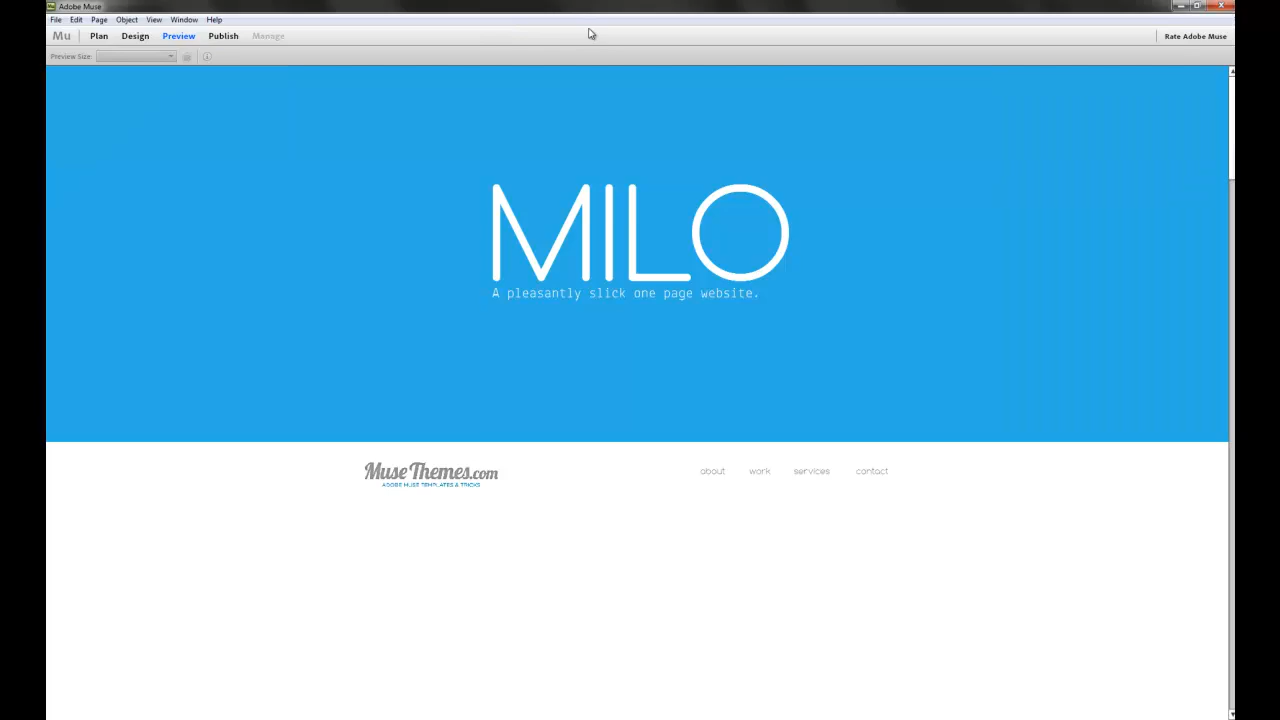 Mu Adobe Muse
File Edit Page Object View Window Help
Mu Plan Design Preview Publish Manage Rate Adobe Muse
Preview Size:
MILO
A pleasantly slick one page website.
MuseThemes.com about work services contact
ADOBE MUSE TEMPLATES & TRICKS